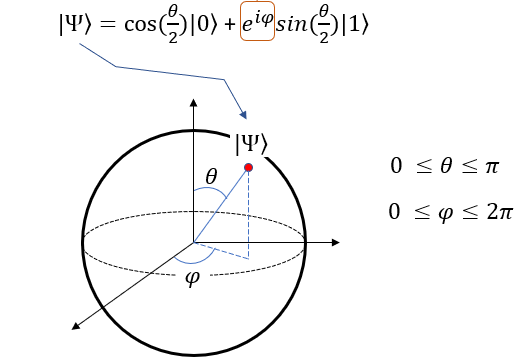 |Ψ⟩ = cos(θ/2)|0⟩ + e^{iφ}sin(θ/2)|1⟩
|Ψ⟩
0 ≤ θ ≤ π
θ
0 ≤ φ ≤ 2π
φ